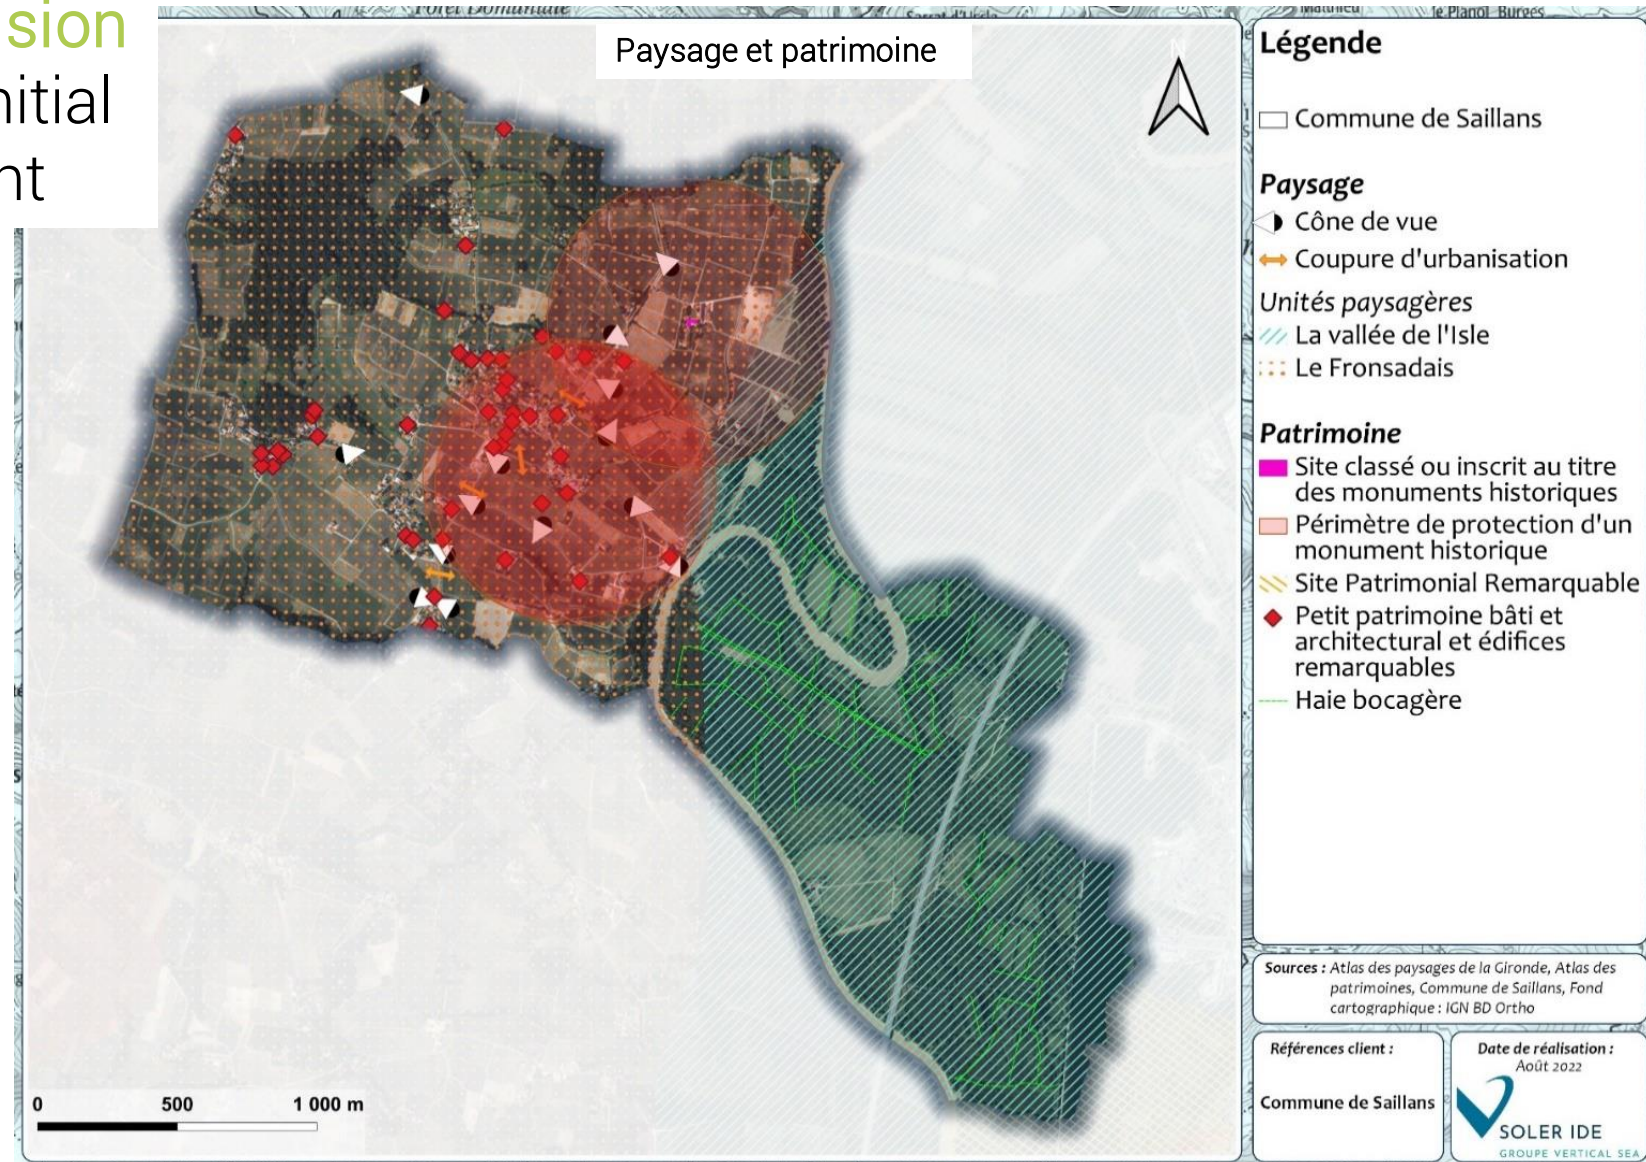 sion
nitial
nt
Forêt Domaniale
Paysage et patrimoine
N
Légende
Commune de Saillans
Paysage
Cône de vue
Coupure d'urbanisation
Unités paysagères
La vallée de l'Isle
Le Fronsadais
Patrimoine
Site classé ou inscrit au titre
des monuments historiques
Périmètre de protection d'un
monument historique
Site Patrimonial Remarquable
Petit patrimoine bâti et
architectural et édifices
remarquables
Haie bocagère
Sources : Atlas des paysages de la Gironde, Atlas des
patrimoines, Commune de Saillans, Fond
cartographique : IGN BD Ortho
Références client :
Commune de Saillans
Date de réalisation :
Août 2022
SOLER IDE
GROUPE VERTICAL SEA
0 500 1 000 m